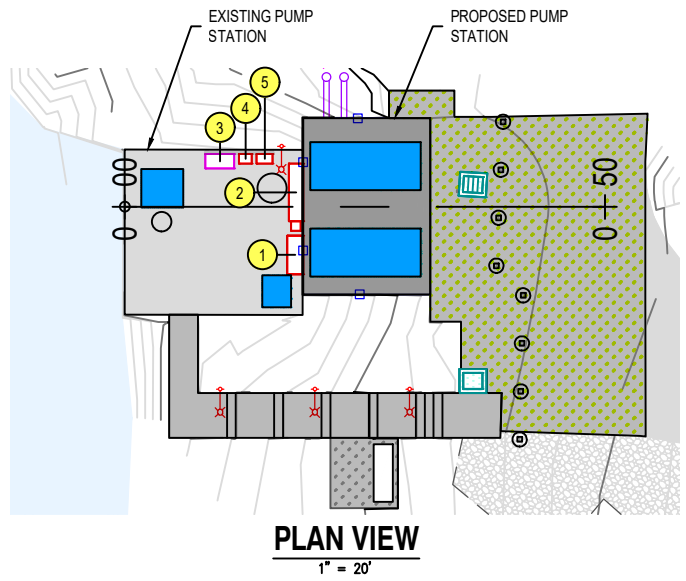 EXISTING PUMP
STATION
PROPOSED PUMP
STATION
5
4
3
2
1
0+00
0+50
PLAN VIEW
1" = 20'